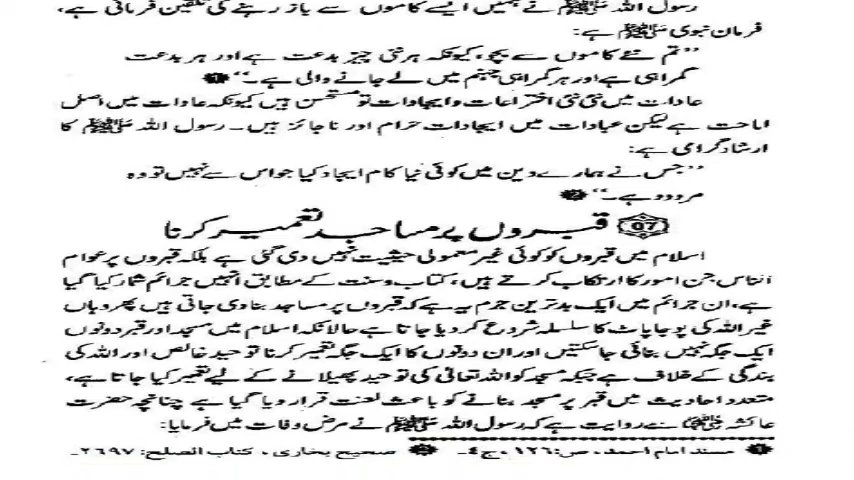 رسول اللہ ﷺ نے ہمیں ایسے کاموں سے باز رہنے کی تلقین فرمائی ہے،
فرمان نبوی ﷺ ہے:
”تم نئے کاموں سے بچو، کیونکہ ہر نئی چیز بدعت ہے اور ہر بدعت
گمراہی ہے اور ہر گمراہی جہنم میں لے جانے والی ہے۔“ ①
عادات میں نئی نئی اختراعات و ایجادات تو مستحسن ہیں کیونکہ عادات میں اصل
اباحت ہے لیکن عبادات میں ایجادات حرام اور ناجائز ہیں۔ رسول اللہ ﷺ کا
ارشاد گرامی ہے:
”جس نے ہمارے دین میں کوئی نیا کام ایجاد کیا جو اس سے نہیں تو وہ
مردود ہے۔“ ②
07 قبروں پر مساجد تعمیر کرنا
اسلام میں قبروں کو کوئی غیر معمولی حیثیت نہیں دی گئی ہے بلکہ قبروں پر عوام
الناس جن امور کا ارتکاب کرتے ہیں، کتاب و سنت کے مطابق انہیں جرائم شمار کیا گیا
ہے، ان جرائم میں ایک بدترین جرم یہ ہے کہ قبروں پر مساجد بنا دی جاتی ہیں پھر وہاں
غیر اللہ کی پوجا پاٹ کا سلسلہ شروع کر دیا جاتا ہے حالانکہ اسلام میں مسجد اور قبر دونوں
ایک جگہ نہیں بنائی جا سکتیں اور ان دونوں کا ایک جگہ تعمیر کرنا توحید خالص اور اللہ کی
بندگی کے خلاف ہے جبکہ مسجد کو اللہ تعالیٰ کی توحید پھیلانے کے لیے تعمیر کیا جاتا ہے،
متعدد احادیث میں قبر پر مسجد بنانے کو باعث لعنت قرار دیا گیا ہے چنانچہ حضرت
عائشہ رضی اللہ عنہا سے روایت ہے کہ رسول اللہ ﷺ نے مرض وفات میں فرمایا:
① مسند امام احمد، ص: ۱۲۶، ج ۴۔ ② صحیح بخاری، کتاب الصلح: ۲۶۹۷۔